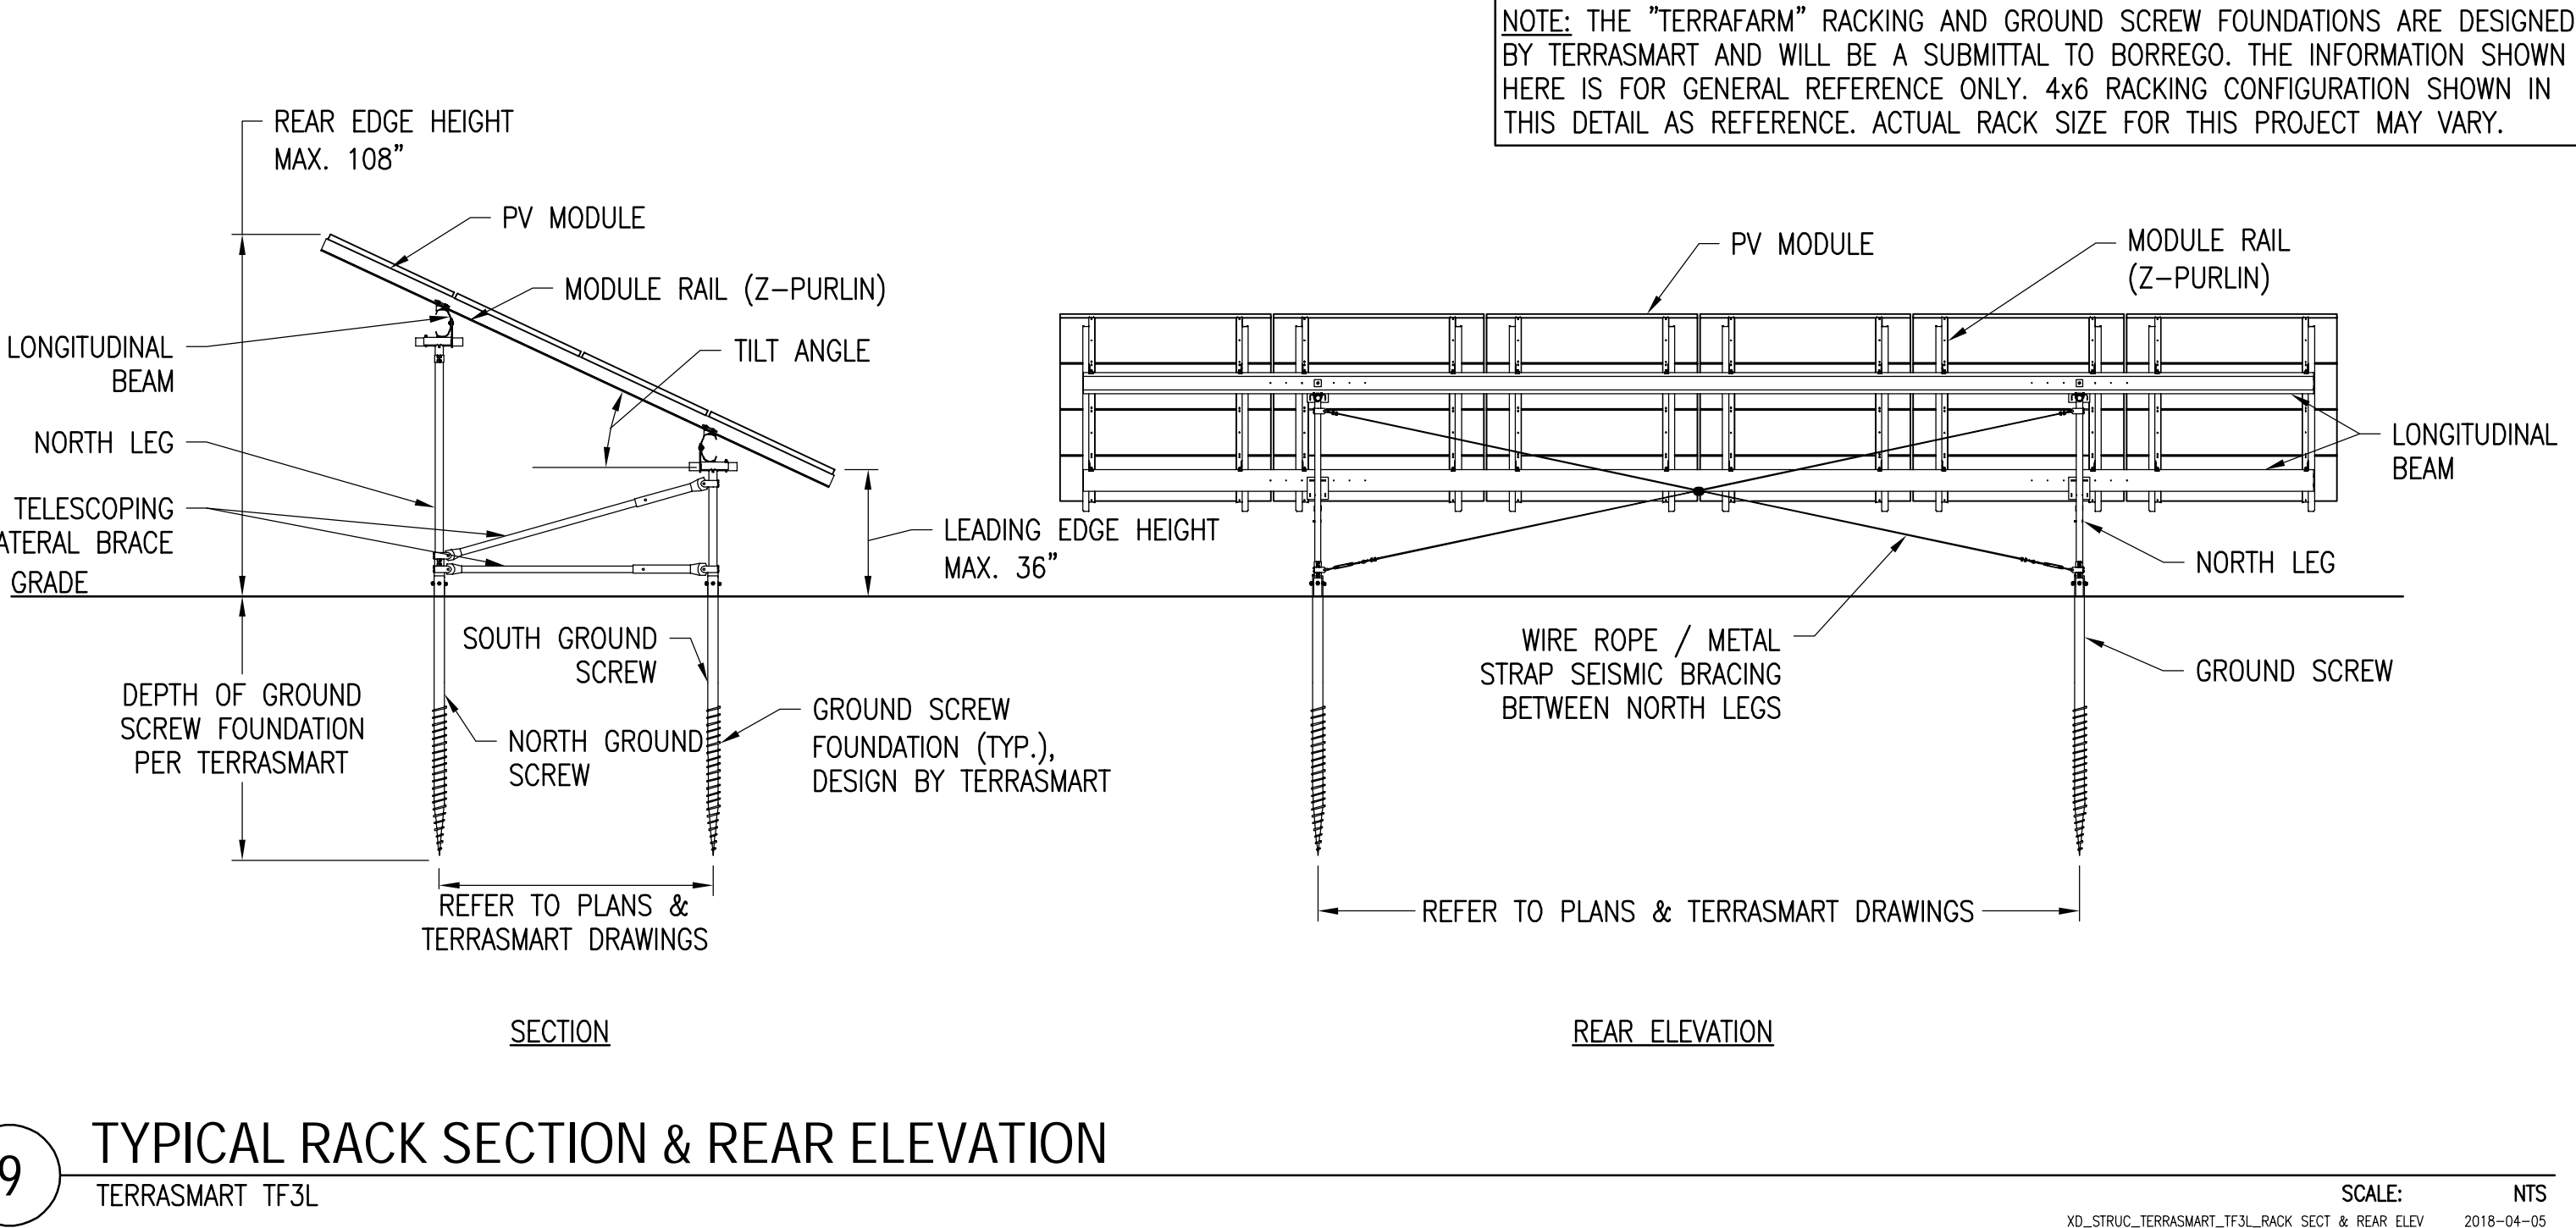 NOTE: THE "TERRAFARM" RACKING AND GROUND SCREW FOUNDATIONS ARE DESIGNED
BY TERRASMART AND WILL BE A SUBMITTAL TO BORREGO. THE INFORMATION SHOWN
HERE IS FOR GENERAL REFERENCE ONLY. 4x6 RACKING CONFIGURATION SHOWN IN
THIS DETAIL AS REFERENCE. ACTUAL RACK SIZE FOR THIS PROJECT MAY VARY.
REAR EDGE HEIGHT
MAX. 108"
PV MODULE
MODULE RAIL (Z-PURLIN)
LONGITUDINAL
BEAM
TILT ANGLE
NORTH LEG
TELESCOPING
ATERAL BRACE
GRADE
LEADING EDGE HEIGHT
MAX. 36"
SOUTH GROUND
SCREW
DEPTH OF GROUND
SCREW FOUNDATION
PER TERRASMART
NORTH GROUND
SCREW
GROUND SCREW
FOUNDATION (TYP.),
DESIGN BY TERRASMART
REFER TO PLANS &
TERRASMART DRAWINGS
SECTION
PV MODULE
MODULE RAIL
(Z-PURLIN)
LONGITUDINAL
BEAM
NORTH LEG
WIRE ROPE / METAL
STRAP SEISMIC BRACING
BETWEEN NORTH LEGS
GROUND SCREW
REFER TO PLANS & TERRASMART DRAWINGS
REAR ELEVATION
9
TYPICAL RACK SECTION & REAR ELEVATION
TERRASMART TF3L
SCALE: NTS
XD_STRUC_TERRASMART_TF3L_RACK SECT & REAR ELEV 2018-04-05